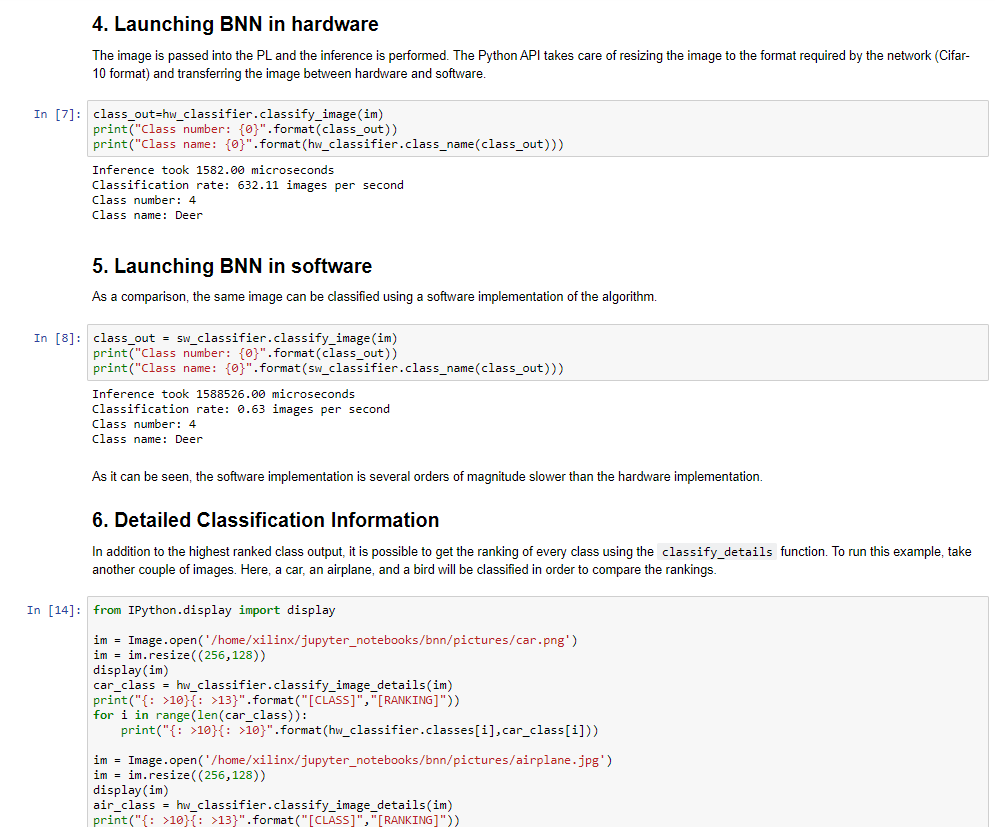 4. Launching BNN in hardware
The image is passed into the PL and the inference is performed. The Python API takes care of resizing the image to the format required by the network (Cifar-
10 format) and transferring the image between hardware and software.
In [7]: class_out=hw_classifier.classify_image(im)
print("Class number: {0}".format(class_out))
print("Class name: {0}".format(hw_classifier.class_name(class_out)))
Inference took 1582.00 microseconds
Classification rate: 632.11 images per second
Class number: 4
Class name: Deer
5. Launching BNN in software
As a comparison, the same image can be classified using a software implementation of the algorithm.
In [8]: class_out = sw_classifier.classify_image(im)
print("Class number: {0}".format(class_out))
print("Class name: {0}".format(sw_classifier.class_name(class_out)))
Inference took 1588526.00 microseconds
Classification rate: 0.63 images per second
Class number: 4
Class name: Deer
As it can be seen, the software implementation is several orders of magnitude slower than the hardware implementation.
6. Detailed Classification Information
In addition to the highest ranked class output, it is possible to get the ranking of every class using the classify_details function. To run this example, take
another couple of images. Here, a car, an airplane, and a bird will be classified in order to compare the rankings.
In [14]: from IPython.display import display
im = Image.open('/home/xilinx/jupyter_notebooks/bnn/pictures/car.png')
im = im.resize((256,128))
display(im)
car_class = hw_classifier.classify_image_details(im)
print("{: >10}{: >13}".format("[CLASS]","[RANKING]"))
for i in range(len(car_class)):
    print("{: >10}{: >10}".format(hw_classifier.classes[i],car_class[i]))
im = Image.open('/home/xilinx/jupyter_notebooks/bnn/pictures/airplane.jpg')
im = im.resize((256,128))
display(im)
air_class = hw_classifier.classify_image_details(im)
print("{: >10}{: >13}".format("[CLASS]","[RANKING]"))